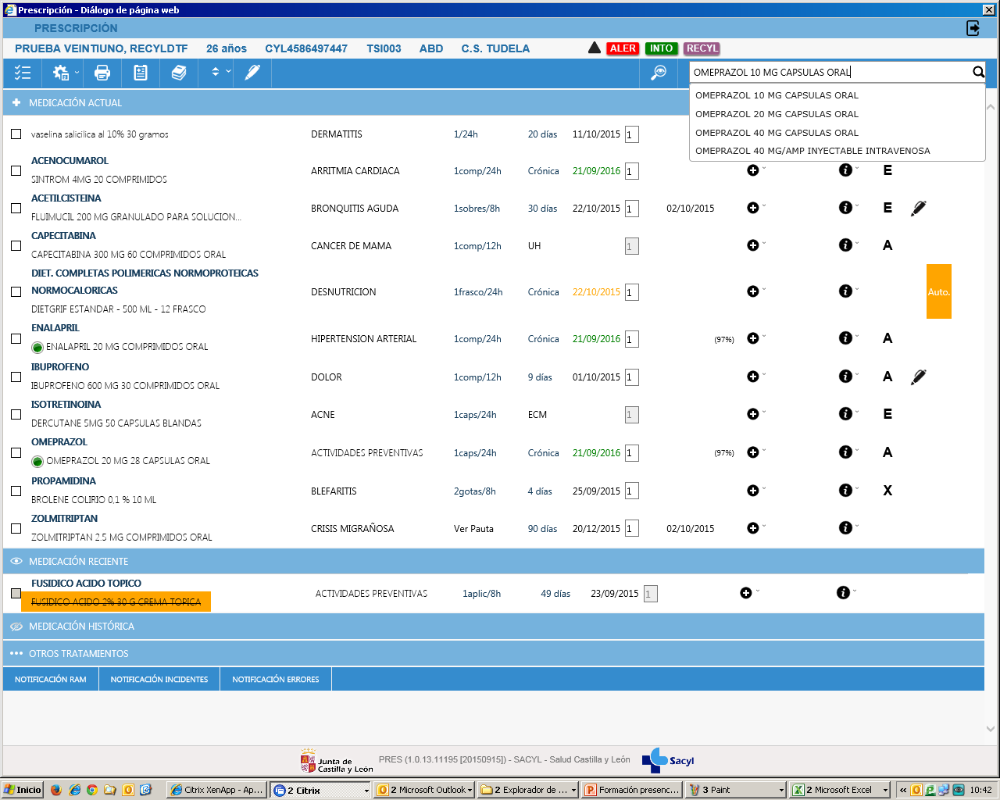 Prescripción - Diálogo de página web
PRESCRIPCIÓN
PRUEBA VEINTIUNO, RECYLDTF 26 años CYL4586497447 TSI003 ABD C.S. TUDELA ALER INTO RECYL
OMEPRAZOL 10 MG CAPSULAS ORAL
OMEPRAZOL 10 MG CAPSULAS ORAL
OMEPRAZOL 20 MG CAPSULAS ORAL
OMEPRAZOL 40 MG CAPSULAS ORAL
OMEPRAZOL 40 MG/AMP INYECTABLE INTRAVENOSA
MEDICACIÓN ACTUAL
vaselina salicilica al 10% 30 gramos DERMATITIS 1/24h 20 días 11/10/2015 1
ACENOCUMAROL
SINTROM 4MG 20 COMPRIMIDOS ARRITMIA CARDIACA 1comp/24h Crónica 21/09/2016 1 E
ACETILCISTEINA
FLUIMUCIL 200 MG GRANULADO PARA SOLUCION... BRONQUITIS AGUDA 1sobres/8h 30 días 22/10/2015 1 02/10/2015 E
CAPECITABINA
CAPECITABINA 300 MG 60 COMPRIMIDOS ORAL CANCER DE MAMA 1comp/12h UH 1 A
DIET. COMPLETAS POLIMERICAS NORMOPROTEICAS
NORMOCALORICAS
DIETGRIF ESTANDAR - 500 ML - 12 FRASCO DESNUTRICION 1frasco/24h Crónica 22/10/2015 1 Auto.
ENALAPRIL
ENALAPRIL 20 MG COMPRIMIDOS ORAL HIPERTENSION ARTERIAL 1comp/24h Crónica 21/09/2016 1 (97%) A
IBUPROFENO
IBUPROFENO 600 MG 30 COMPRIMIDOS ORAL DOLOR 1comp/12h 9 días 01/10/2015 1 A
ISOTRETINOINA
DERCUTANE 5MG 50 CAPSULAS BLANDAS ACNE 1caps/24h ECM 1 E
OMEPRAZOL
OMEPRAZOL 20 MG 28 CAPSULAS ORAL ACTIVIDADES PREVENTIVAS 1caps/24h Crónica 21/09/2016 1 (97%) A
PROPAMIDINA
BROLENE COLIRIO 0,1 % 10 ML BLEFARITIS 2gotas/8h 4 días 25/09/2015 1 X
ZOLMITRIPTAN
ZOLMITRIPTAN 2.5 MG COMPRIMIDOS ORAL CRISIS MIGRAÑOSA Ver Pauta 90 días 20/12/2015 1 02/10/2015
MEDICACIÓN RECIENTE
FUSIDICO ACIDO TOPICO
FUSIDICO ACIDO 2% 30 G CREMA TOPICA ACTIVIDADES PREVENTIVAS 1aplic/8h 49 días 23/09/2015 1
MEDICACIÓN HISTÓRICA
OTROS TRATAMIENTOS
NOTIFICACIÓN RAM NOTIFICACIÓN INCIDENTES NOTIFICACIÓN ERRORES
Junta de
Castilla y León
PRES (1.0.13.11195 [20150915]) - SACYL - Salud Castilla y León
Sacyl
Inicio Citrix XenApp - Ap... 2 Citrix 2 Microsoft Outlook 2 Explorador de ... Formación presenc... 3 Paint 2 Microsoft Excel 10:42